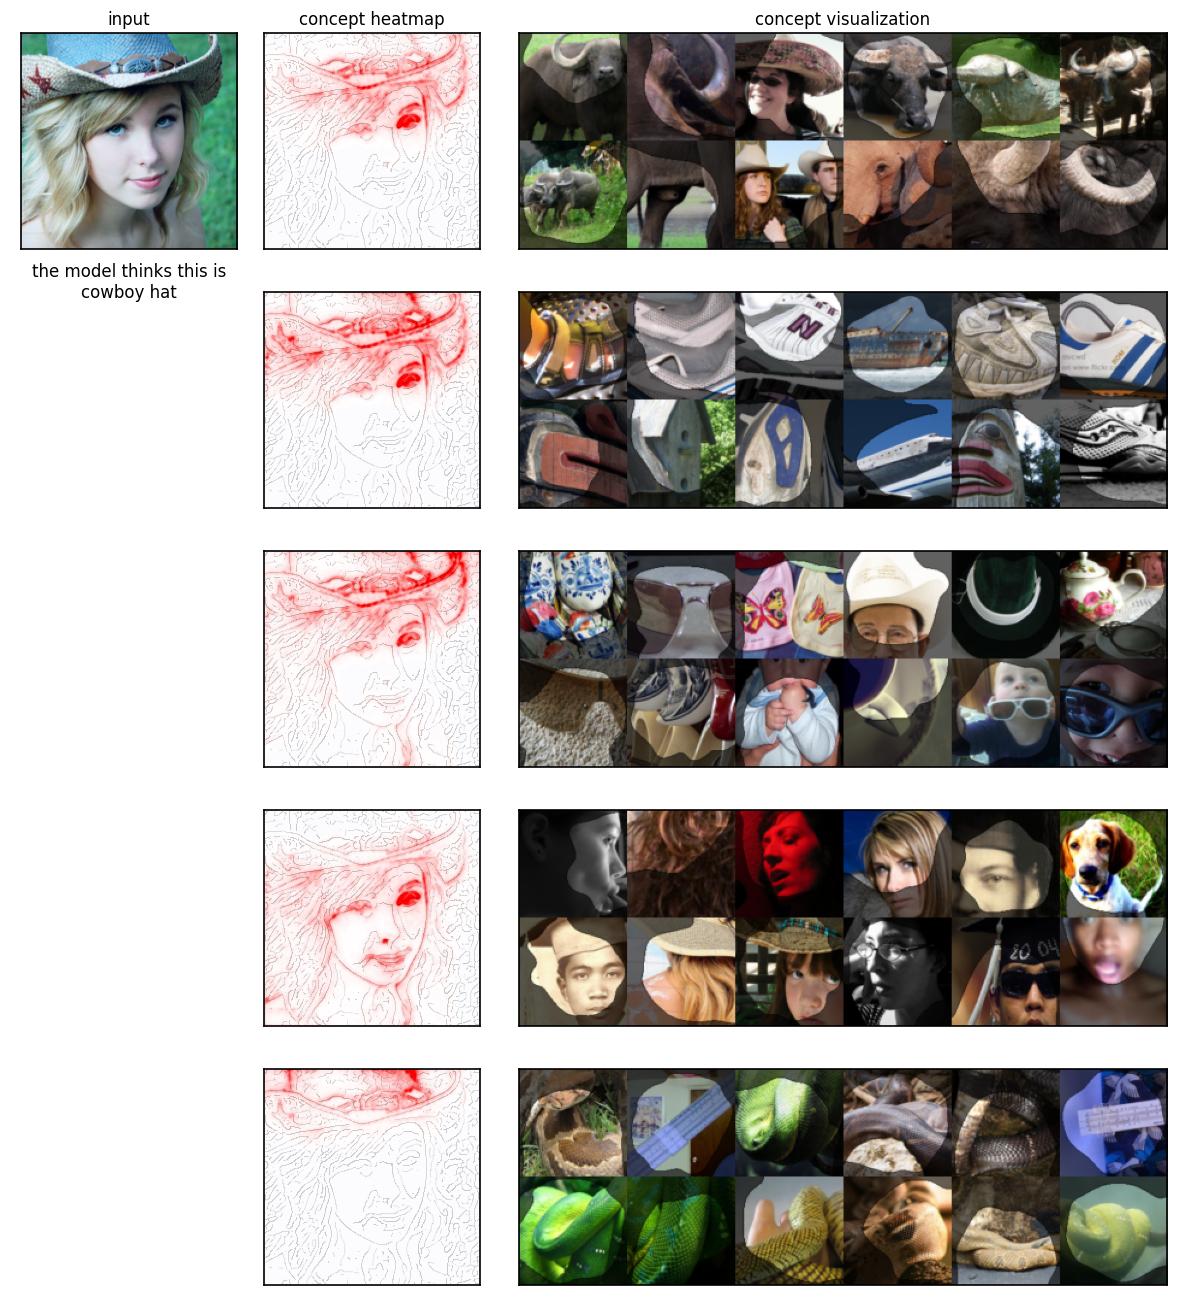 input
concept heatmap
concept visualization
the model thinks this is
cowboy hat
N
20 04